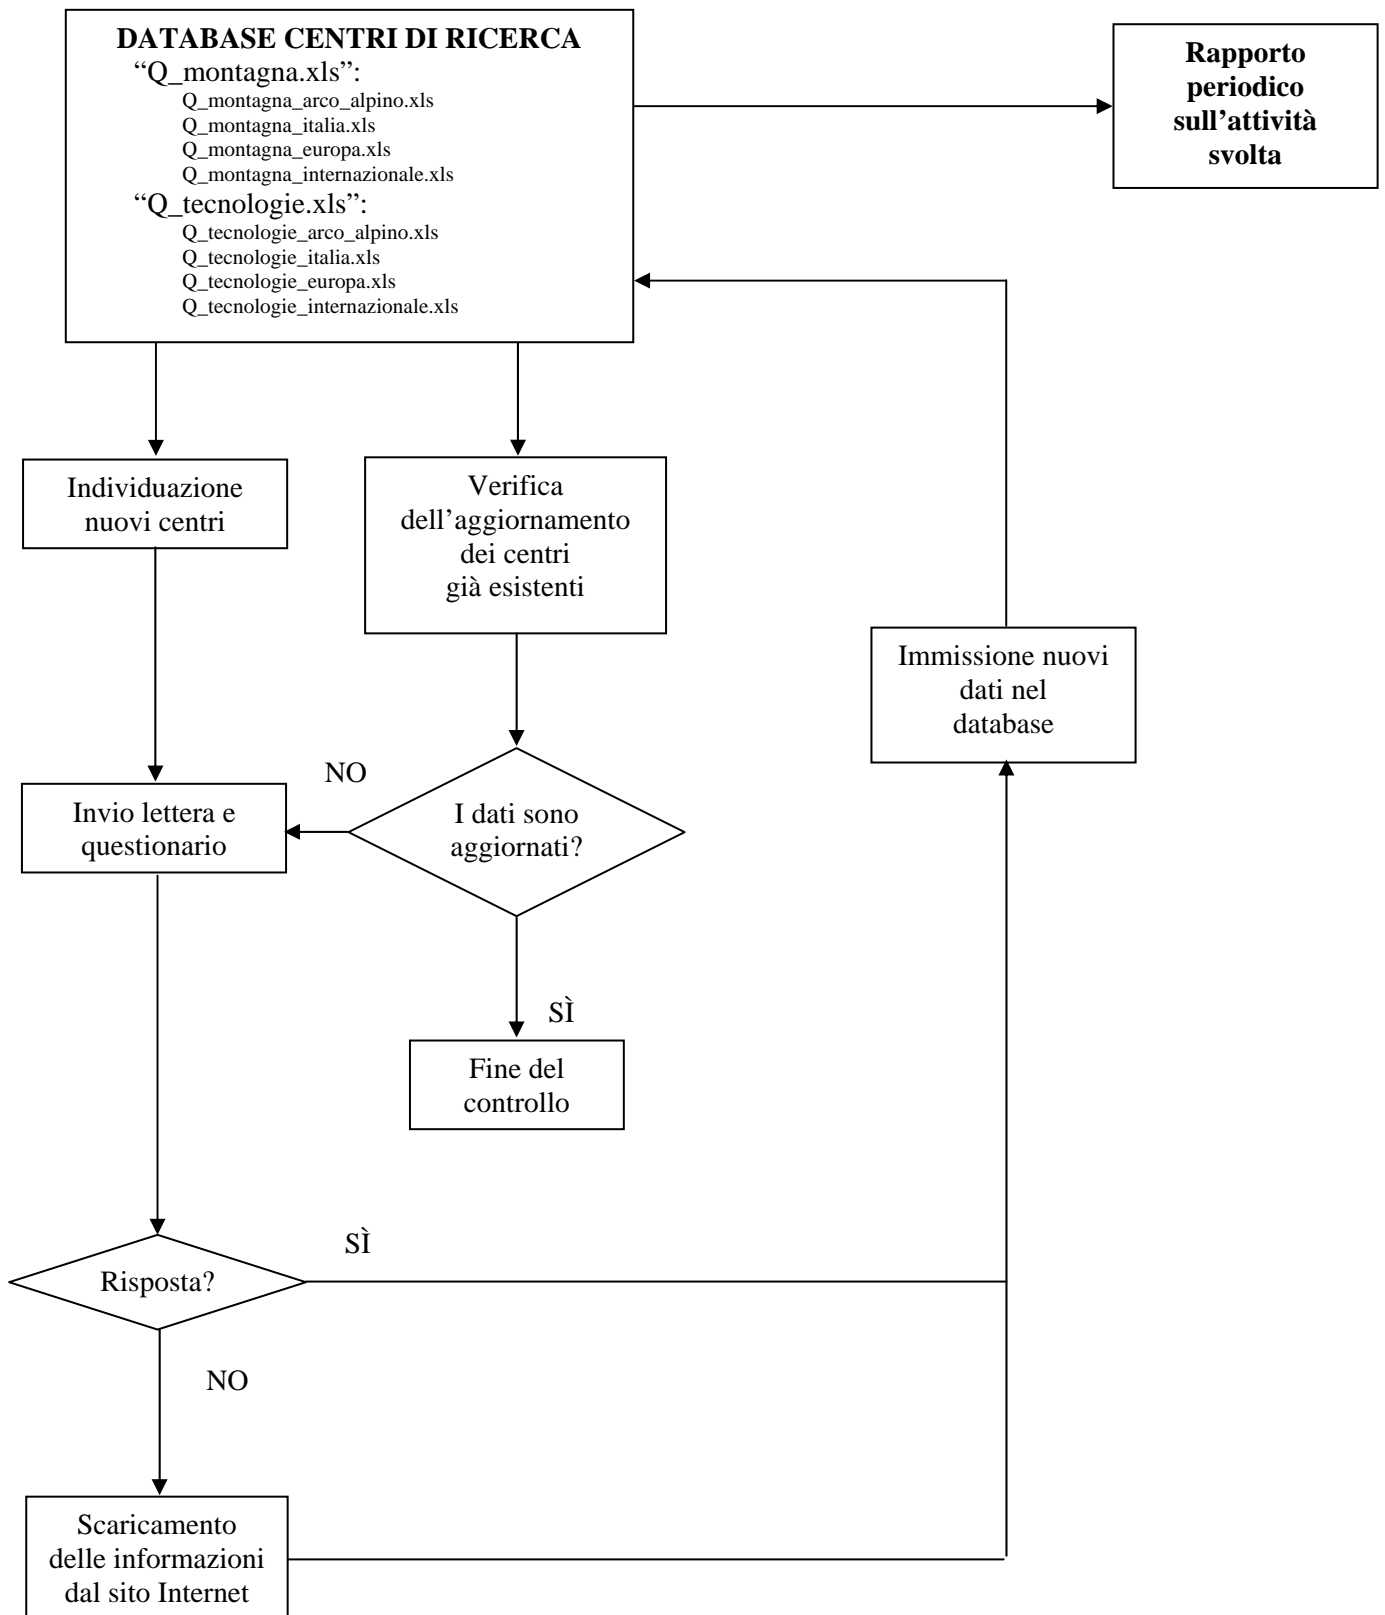 DATABASE CENTRI DI RICERCA
“Q_montagna.xls”:
Q_montagna_arco_alpino.xls
Q_montagna_italia.xls
Q_montagna_europa.xls
Q_montagna_internazionale.xls
“Q_tecnologie.xls”:
Q_tecnologie_arco_alpino.xls
Q_tecnologie_italia.xls
Q_tecnologie_europa.xls
Q_tecnologie_internazionale.xls
Rapporto
periodico
sull’attività
svolta
Individuazione
nuovi centri
Verifica
dell’aggiornamento
dei centri
già esistenti
Immissione nuovi
dati nel
database
Invio lettera e
questionario
NO
I dati sono
aggiornati?
SÌ
Fine del
controllo
Risposta?
SÌ
NO
Scaricamento
delle informazioni
dal sito Internet